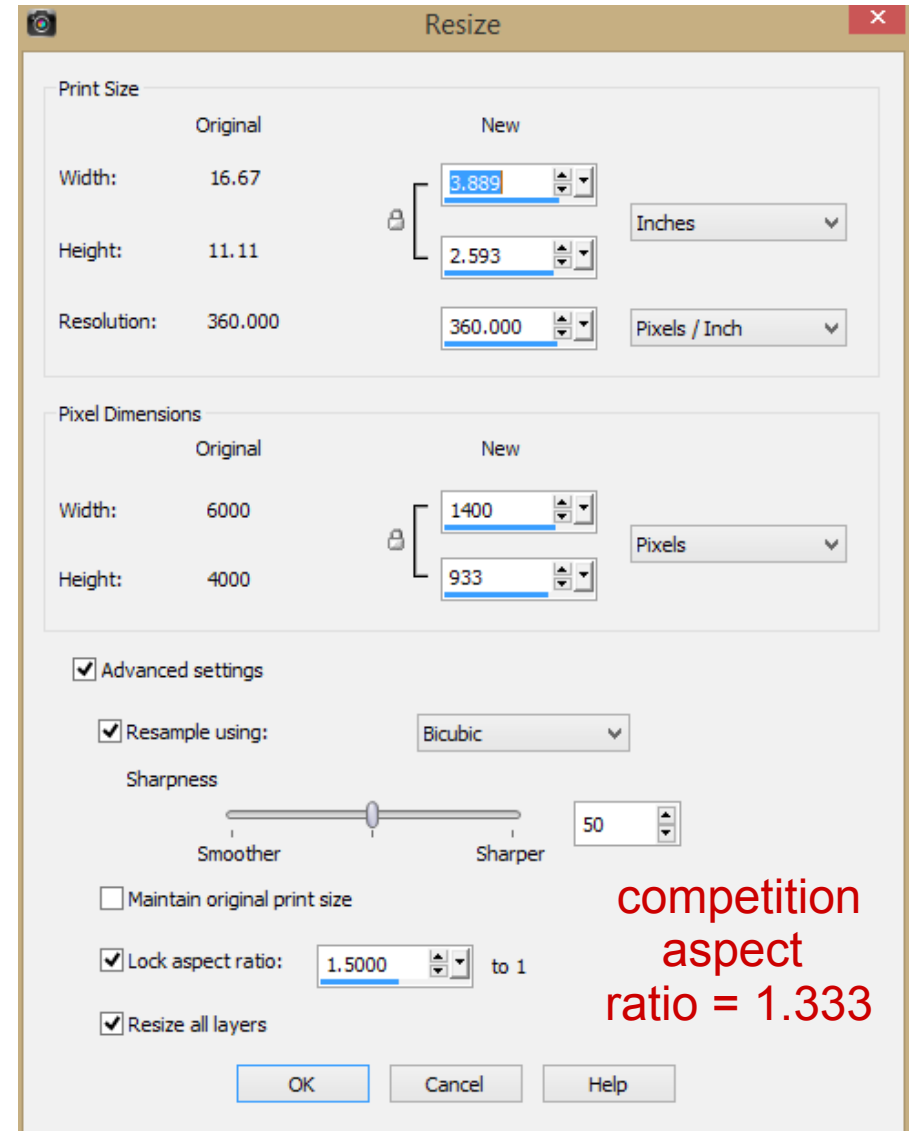 Resize
Print Size
Original New
Width: 16.67 3.889
Inches
Height: 11.11 2.593
Resolution: 360.000 360.000 Pixels / Inch
Pixel Dimensions
Original New
Width: 6000 1400
Pixels
Height: 4000 933
Advanced settings
Resample using: Bicubic
Sharpness
50
Smoother Sharper
Maintain original print size
Lock aspect ratio: 1.5000 to 1
Resize all layers
competition
aspect
ratio = 1.333
OK Cancel Help